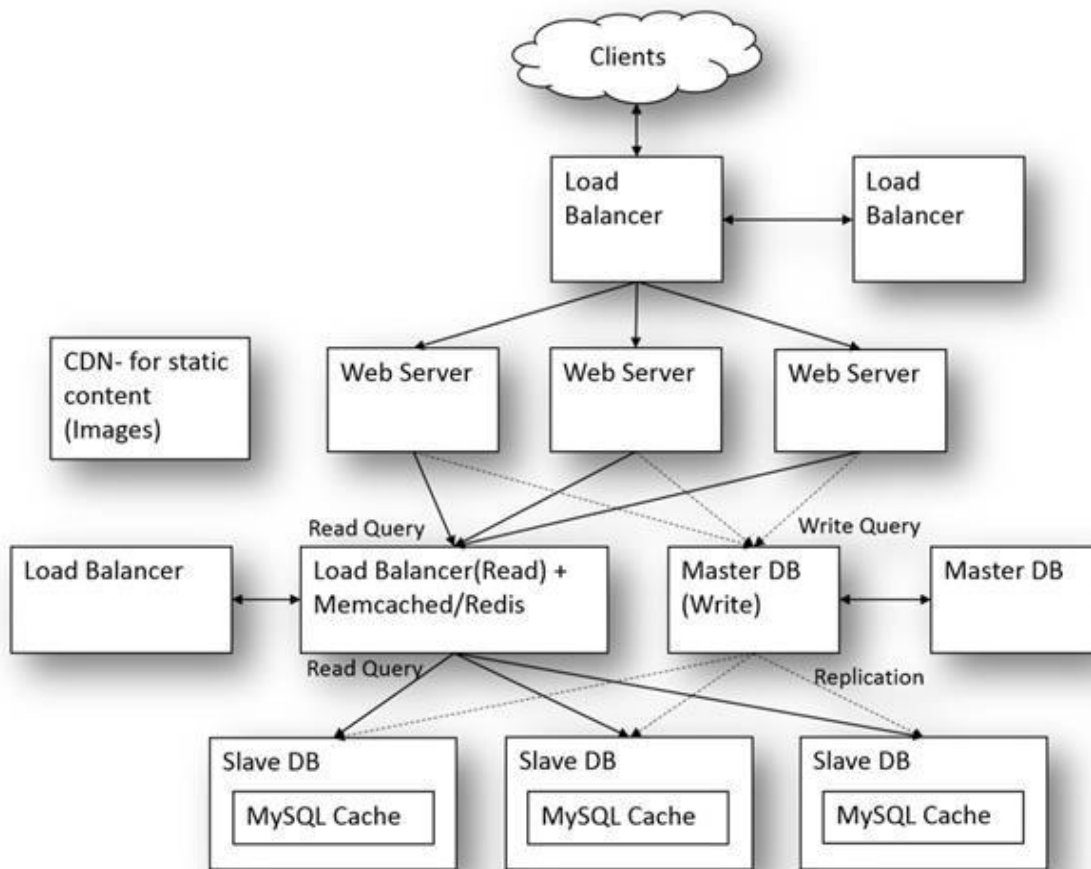 Clients
Load
Balancer
Load
Balancer
CDN- for static
content
(Images)
Web Server
Web Server
Web Server
Read Query
Write Query
Load Balancer
Load Balancer(Read) +
Memcached/Redis
Master DB
(Write)
Master DB
Read Query
Replication
Slave DB
MySQL Cache
Slave DB
MySQL Cache
Slave DB
MySQL Cache